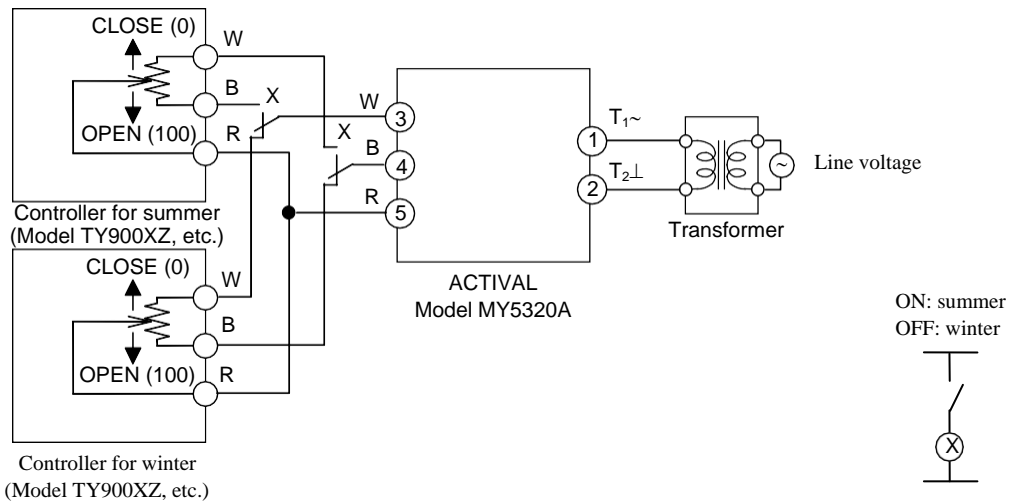 CLOSE (0)
W
B
X
OPEN (100)
R
Controller for summer
(Model TY900XZ, etc.)
CLOSE (0)
W
B
OPEN (100)
R
Controller for winter
(Model TY900XZ, etc.)
X
W
3
B
4
R
5
ACTIVAL
Model MY5320A
T₁~
1
T₂⊥
2
~
Line voltage
Transformer
ON: summer
OFF: winter
X